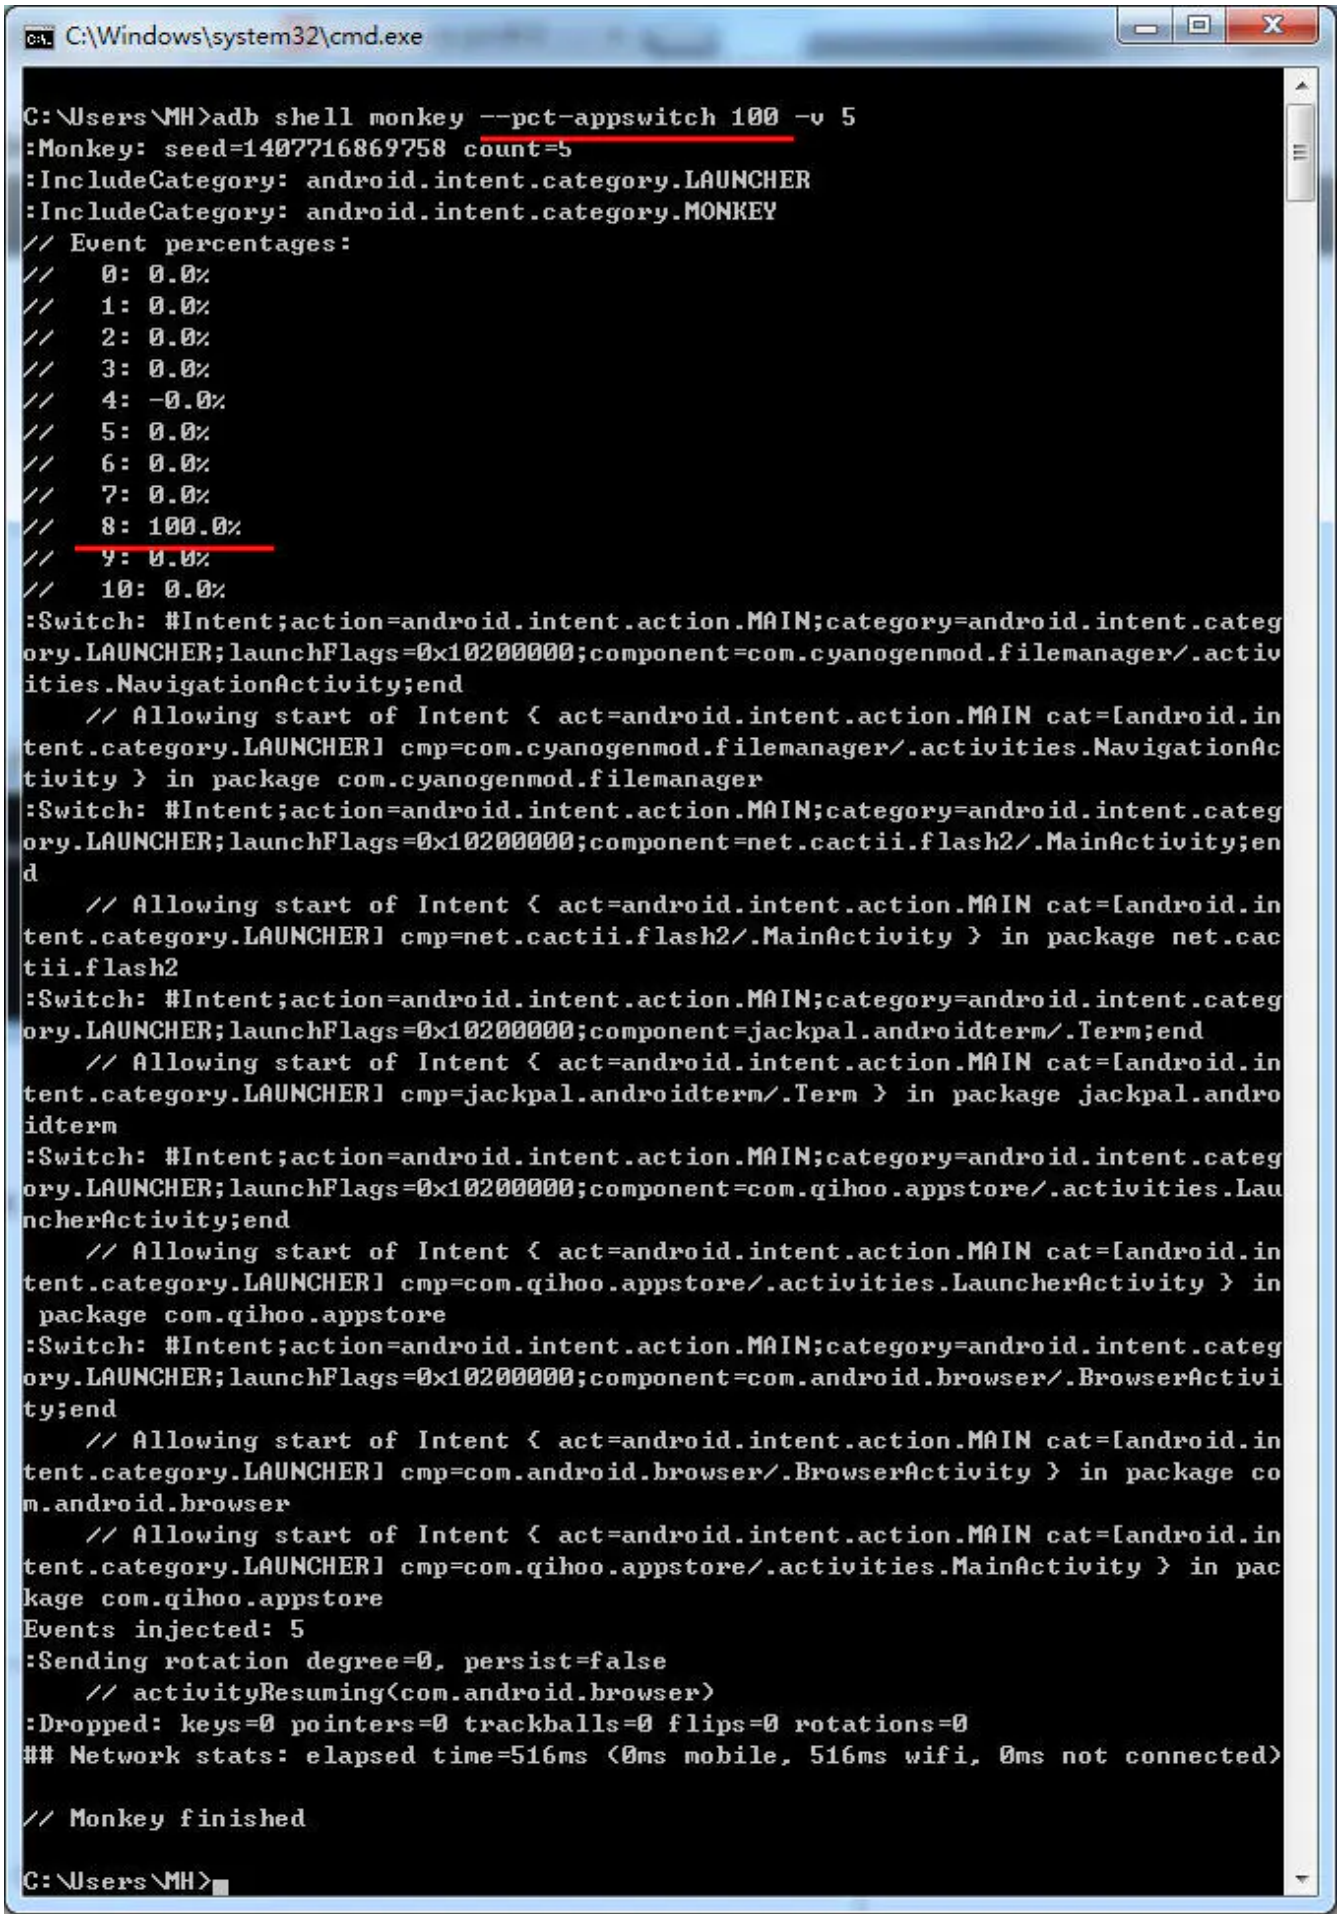 C:\Windows\system32\cmd.exe
C:\Users\MH>adb shell monkey --pct-appswitch 100 -v 5
:Monkey: seed=1407716869758 count=5
:IncludeCategory: android.intent.category.LAUNCHER
:IncludeCategory: android.intent.category.MONKEY
// Event percentages:
//   0: 0.0%
//   1: 0.0%
//   2: 0.0%
//   3: 0.0%
//   4: -0.0%
//   5: 0.0%
//   6: 0.0%
//   7: 0.0%
//   8: 100.0%
//   9: 0.0%
//   10: 0.0%
:Switch: #Intent;action=android.intent.action.MAIN;category=android.intent.categ
ory.LAUNCHER;launchFlags=0x10200000;component=com.cyanogenmod.filemanager/.activ
ities.NavigationActivity;end
    // Allowing start of Intent { act=android.intent.action.MAIN cat=[android.in
tent.category.LAUNCHER] cmp=com.cyanogenmod.filemanager/.activities.NavigationAc
tivity } in package com.cyanogenmod.filemanager
:Switch: #Intent;action=android.intent.action.MAIN;category=android.intent.categ
ory.LAUNCHER;launchFlags=0x10200000;component=net.cactii.flash2/.MainActivity;en
d
    // Allowing start of Intent { act=android.intent.action.MAIN cat=[android.in
tent.category.LAUNCHER] cmp=net.cactii.flash2/.MainActivity } in package net.cac
tii.flash2
:Switch: #Intent;action=android.intent.action.MAIN;category=android.intent.categ
ory.LAUNCHER;launchFlags=0x10200000;component=jackpal.androidterm/.Term;end
    // Allowing start of Intent { act=android.intent.action.MAIN cat=[android.in
tent.category.LAUNCHER] cmp=jackpal.androidterm/.Term } in package jackpal.andro
idterm
:Switch: #Intent;action=android.intent.action.MAIN;category=android.intent.categ
ory.LAUNCHER;launchFlags=0x10200000;component=com.qihoo.appstore/.activities.Lau
ncherActivity;end
    // Allowing start of Intent { act=android.intent.action.MAIN cat=[android.in
tent.category.LAUNCHER] cmp=com.qihoo.appstore/.activities.LauncherActivity } in
 package com.qihoo.appstore
:Switch: #Intent;action=android.intent.action.MAIN;category=android.intent.categ
ory.LAUNCHER;launchFlags=0x10200000;component=com.android.browser/.BrowserActivi
ty;end
    // Allowing start of Intent { act=android.intent.action.MAIN cat=[android.in
tent.category.LAUNCHER] cmp=com.android.browser/.BrowserActivity } in package co
m.android.browser
    // Allowing start of Intent { act=android.intent.action.MAIN cat=[android.in
tent.category.LAUNCHER] cmp=com.qihoo.appstore/.activities.MainActivity } in pac
kage com.qihoo.appstore
Events injected: 5
:Sending rotation degree=0, persist=false
    // activityResuming(com.android.browser)
:Dropped: keys=0 pointers=0 trackballs=0 flips=0 rotations=0
## Network stats: elapsed time=516ms (0ms mobile, 516ms wifi, 0ms not connected)
// Monkey finished
C:\Users\MH>